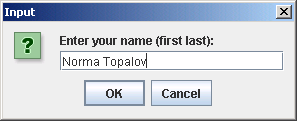 Input
?
Enter your name (first last):
Norma Topalov
OK
Cancel